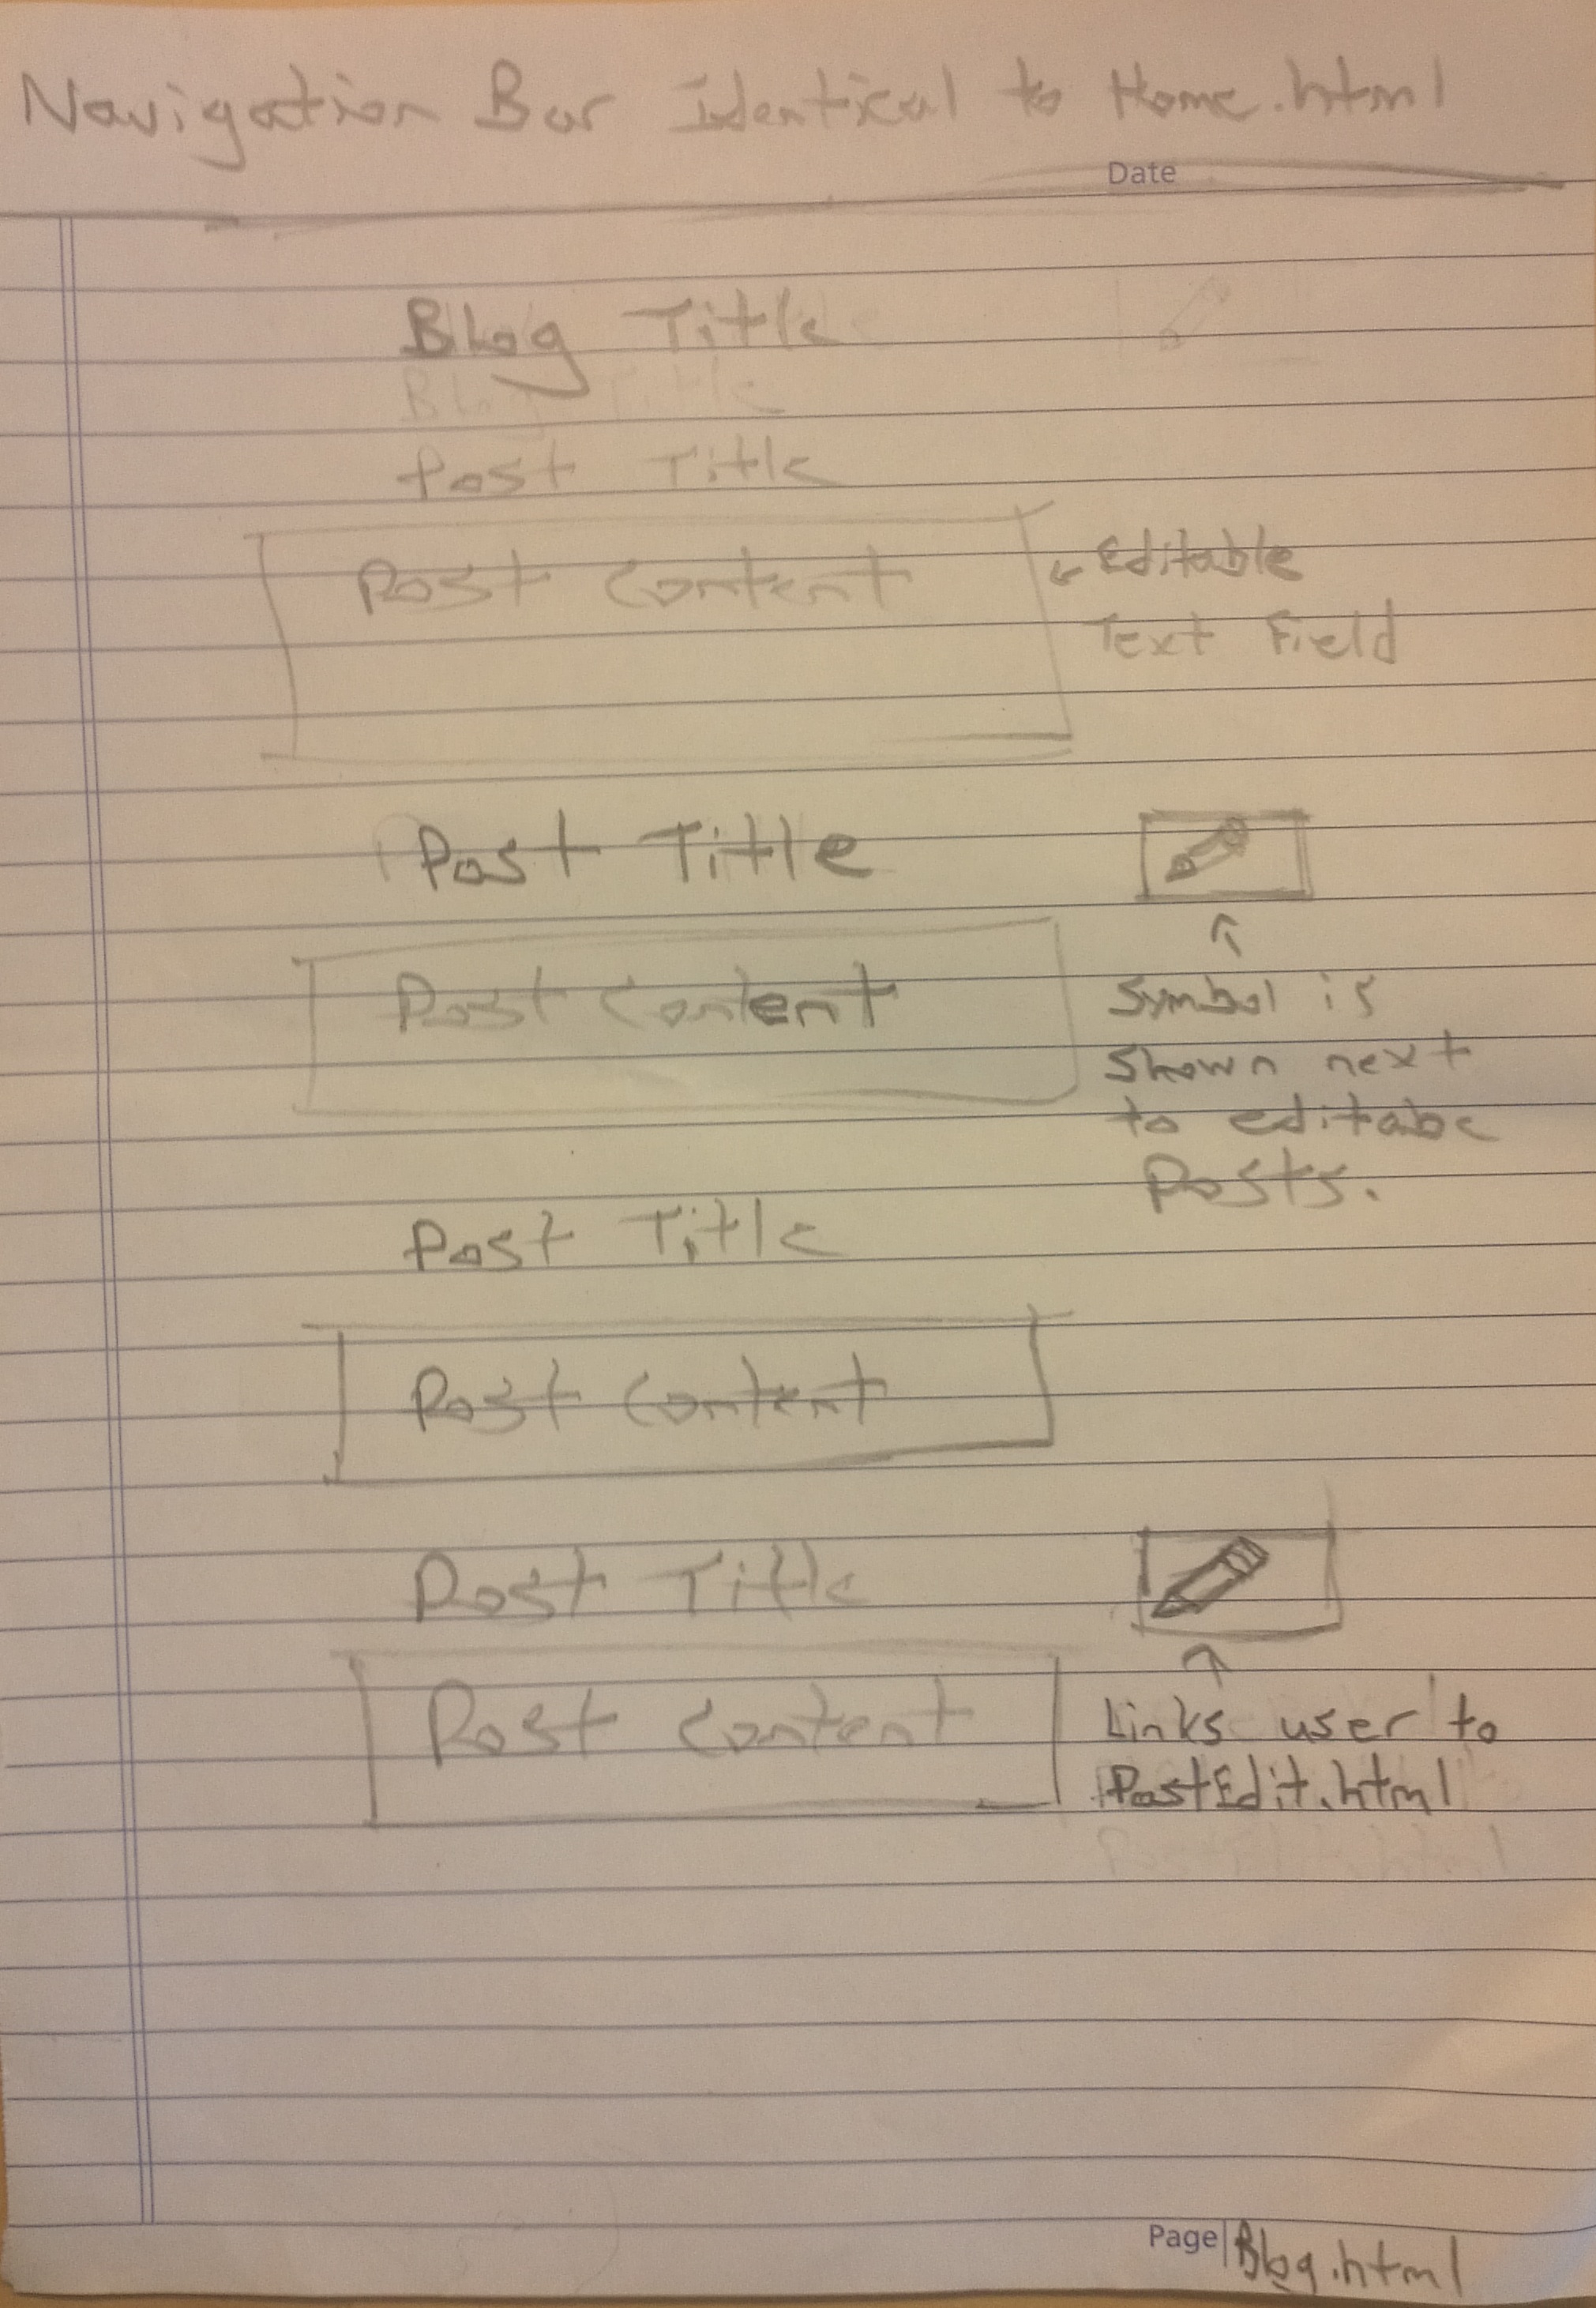 Navigation Bar Identical to Home.html
Date
Blog Title
Blog Title
Post Title
Post Content
Editable
Text Field
Post Title
Post Content
Symbol is
shown next
to editabe
Posts.
Post Title
Post Content
Post Title
Post Content
Links user to
PostEdit.html
Page Blog.html